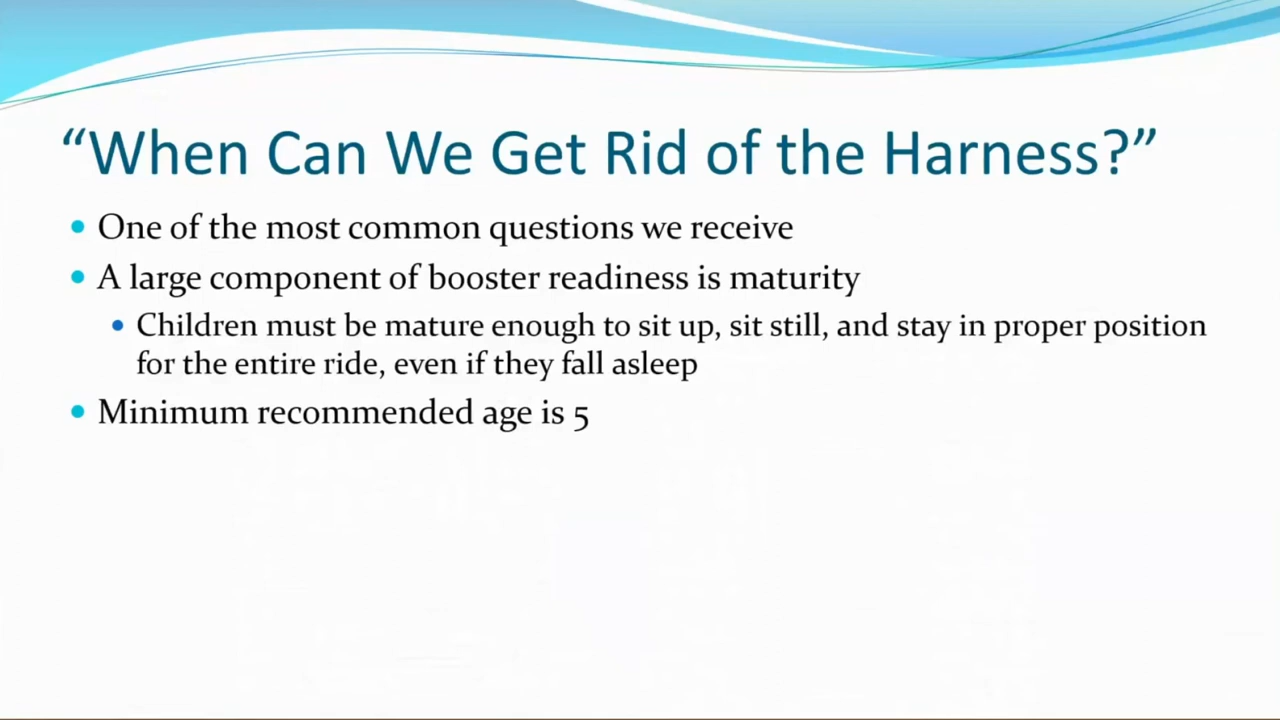 “When Can We Get Rid of the Harness?”
• One of the most common questions we receive
• A large component of booster readiness is maturity
• Children must be mature enough to sit up, sit still, and stay in proper position
for the entire ride, even if they fall asleep
• Minimum recommended age is 5